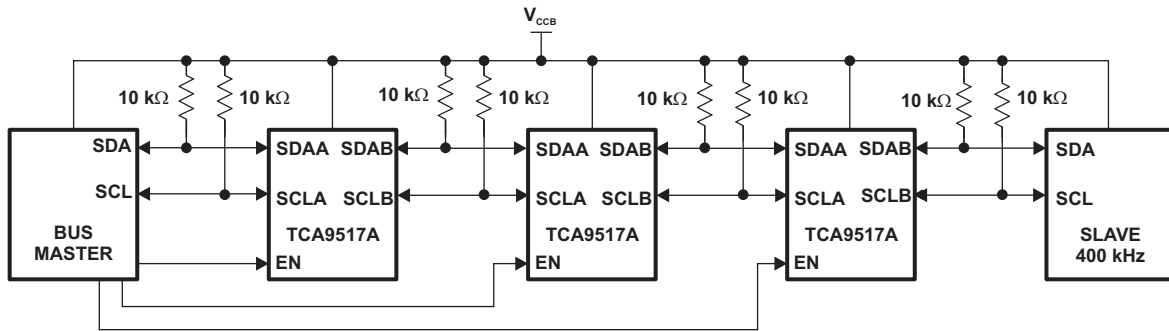 V_CCB
10 kΩ 10 kΩ 10 kΩ 10 kΩ 10 kΩ 10 kΩ 10 kΩ 10 kΩ
SDA SDAA SDAB SDAA SDAB SDAA SDAB SDA
SCL SCLA SCLB SCLA SCLB SCLA SCLB SCL
BUS TCA9517A TCA9517A TCA9517A SLAVE
MASTER EN EN EN 400 kHz